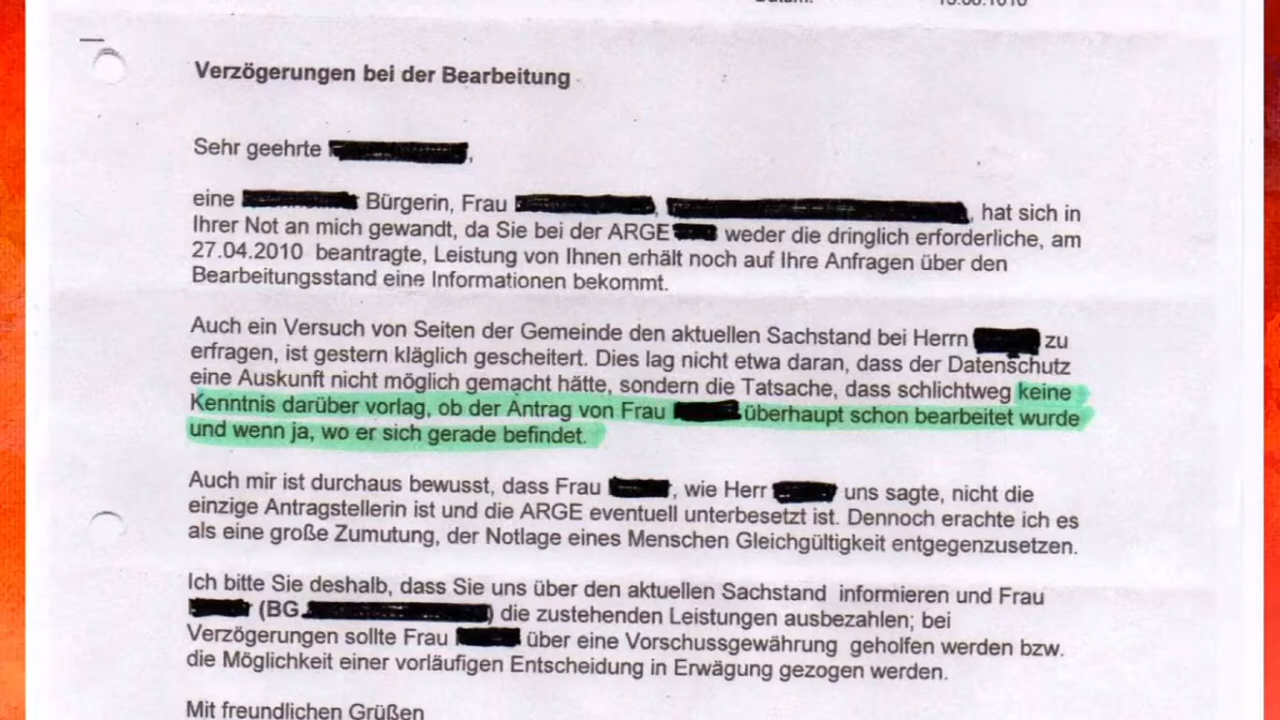 Verzögerungen bei der Bearbeitung
Sehr geehrte ,
eine Bürgerin, Frau , , hat sich in
Ihrer Not an mich gewandt, da Sie bei der ARGE weder die dringlich erforderliche, am
27.04.2010 beantragte, Leistung von Ihnen erhält noch auf Ihre Anfragen über den
Bearbeitungsstand eine Informationen bekommt.
Auch ein Versuch von Seiten der Gemeinde den aktuellen Sachstand bei Herrn zu
erfragen, ist gestern kläglich gescheitert. Dies lag nicht etwa daran, dass der Datenschutz
eine Auskunft nicht möglich gemacht hätte, sondern die Tatsache, dass schlichtweg keine
Kenntnis darüber vorlag, ob der Antrag von Frau überhaupt schon bearbeitet wurde
und wenn ja, wo er sich gerade befindet.
Auch mir ist durchaus bewusst, dass Frau , wie Herr uns sagte, nicht die
einzige Antragstellerin ist und die ARGE eventuell unterbesetzt ist. Dennoch erachte ich es
als eine große Zumutung, der Notlage eines Menschen Gleichgültigkeit entgegenzusetzen.
Ich bitte Sie deshalb, dass Sie uns über den aktuellen Sachstand informieren und Frau
(BG ) die zustehenden Leistungen ausbezahlen; bei
Verzögerungen sollte Frau über eine Vorschussgewährung geholfen werden bzw.
die Möglichkeit einer vorläufigen Entscheidung in Erwägung gezogen werden.
Mit freundlichen Grüßen